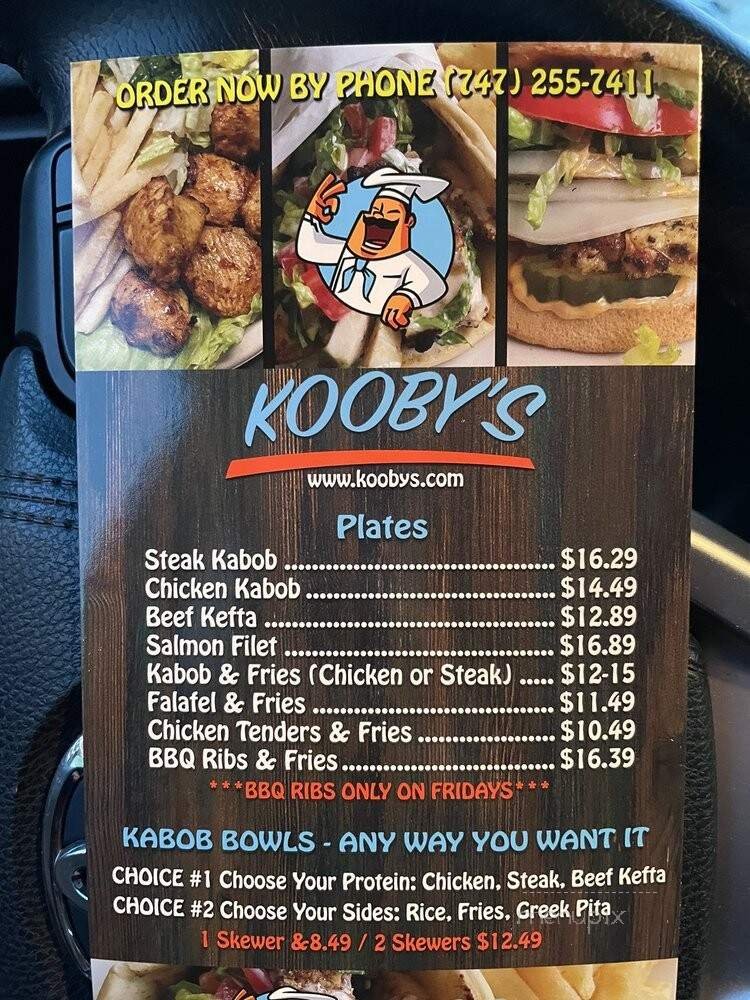 ORDER NOW BY PHONE (747) 255-7411
KOOBY'S
www.koobys.com
Plates
Steak Kabob ........................................ $16.29
Chicken Kabob ..................................... $14.49
Beef Kefta ........................................... $12.89
Salmon Filet ........................................ $16.89
Kabob & Fries (Chicken or Steak) ..... $12-15
Falafel & Fries .................................... $11.49
Chicken Tenders & Fries .................... $10.49
BBQ Ribs & Fries................................ $16.39
***BBQ RIBS ONLY ON FRIDAYS***
KABOB BOWLS - ANY WAY YOU WANT IT
CHOICE #1 Choose Your Protein: Chicken, Steak, Beef Kefta
CHOICE #2 Choose Your Sides: Rice, Fries, Greek Pita
menupix
1 Skewer &8.49 / 2 Skewers $12.49